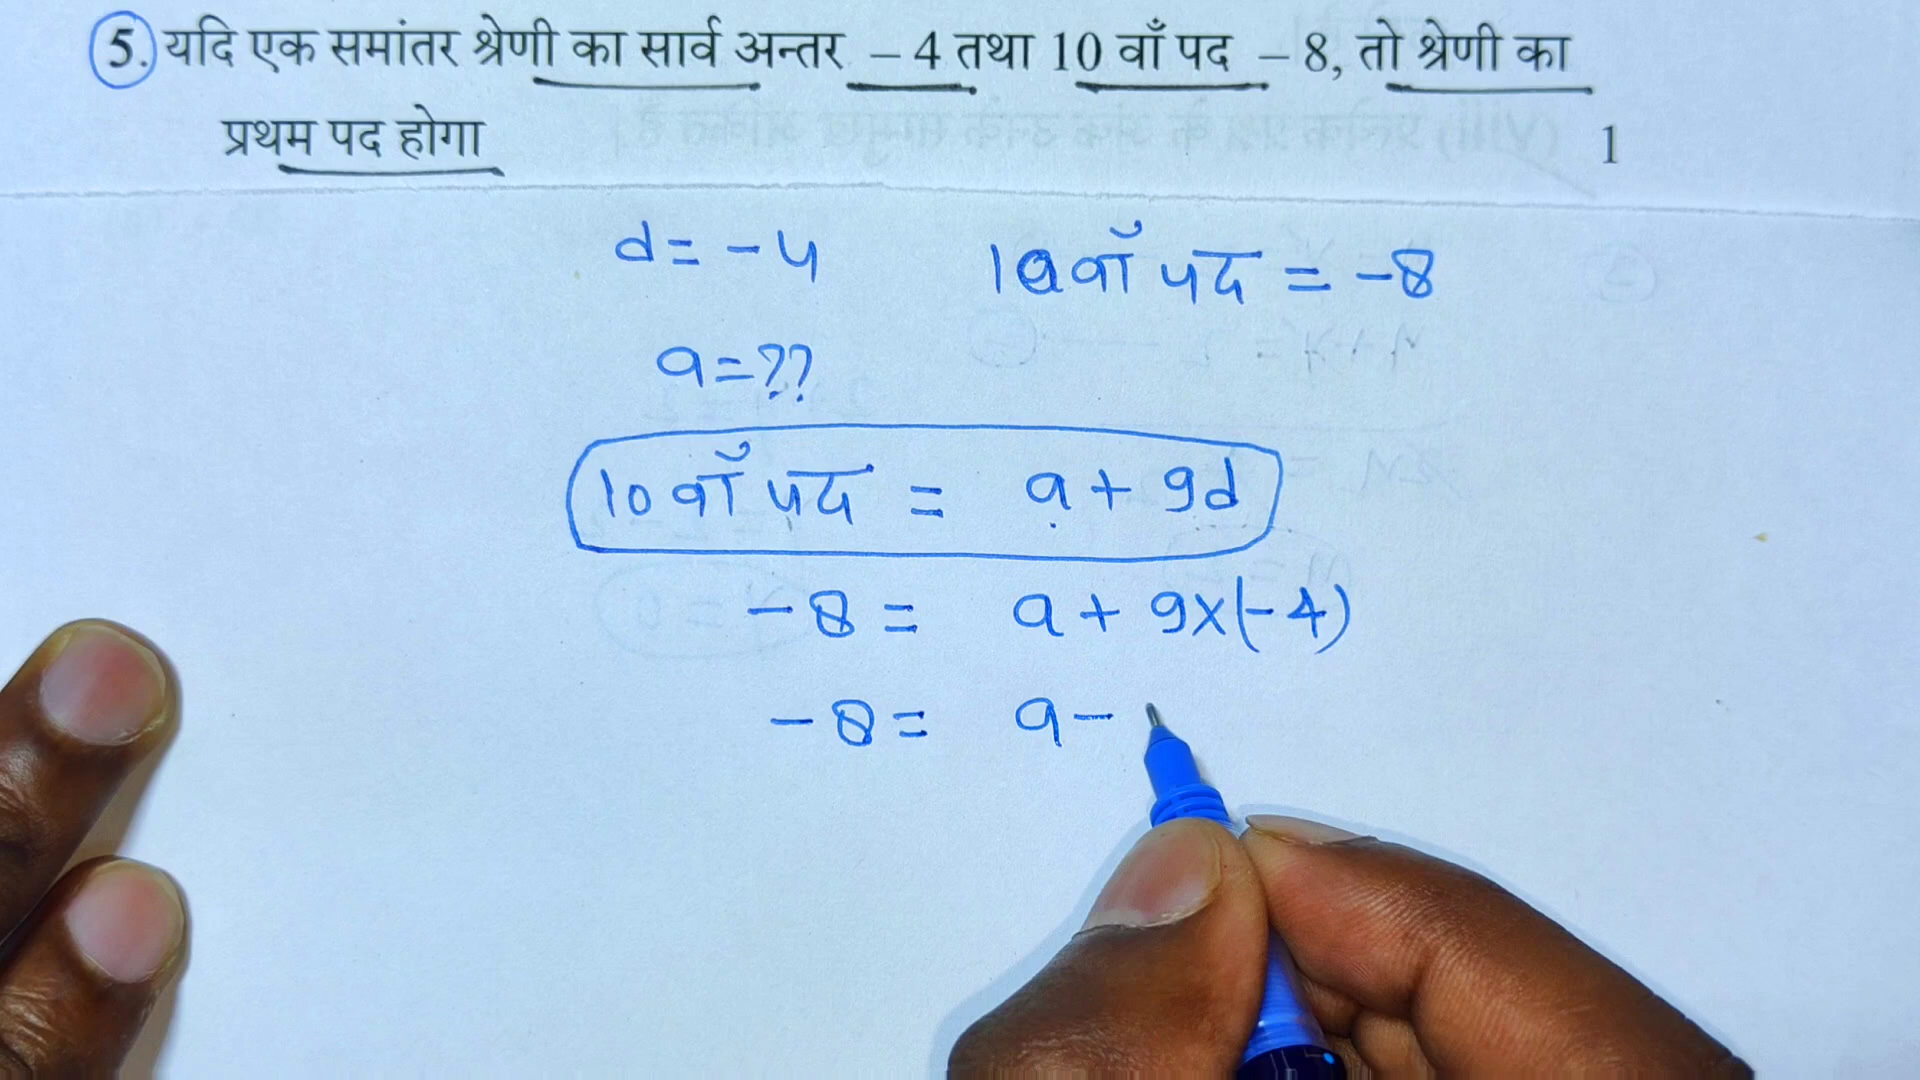 5. यदि एक समांतर श्रेणी का सार्व अन्तर – 4 तथा 10 वाँ पद – 8, तो श्रेणी का
प्रथम पद होगा 1
d = - 4 10वाँ पद = -8
a = ??
10 वाँ पद = a + 9d
-8 = a + 9x(-4)
-8 = a -